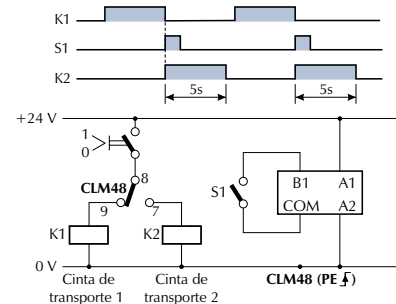 K1
S1
K2
5s 5s
+24 V
1
0
8
CLM48
9 7
S1
B1 A1
COM A2
K1 K2
0 V
Cinta de transporte 1
Cinta de transporte 2
CLM48 (PE )